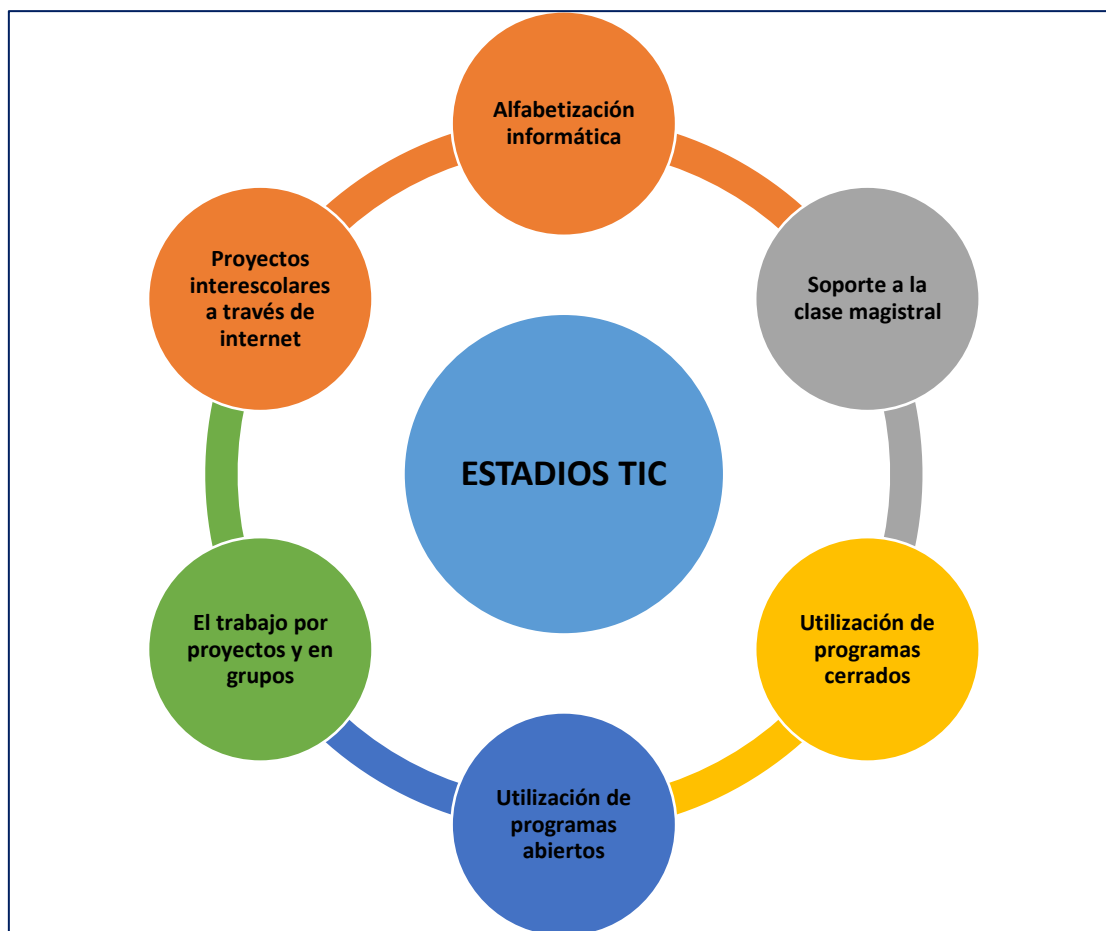 Alfabetización
informática
Soporte a la
clase magistral
Utilización de
programas
cerrados
Utilización de
programas
abiertos
El trabajo por
proyectos y en
grupos
Proyectos
interescolares
a través de
internet
ESTADIOS TIC